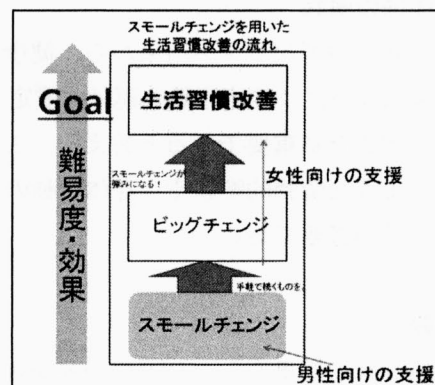 スモールチェンジを用いた
生活習慣改善の流れ
Goal
生活習慣改善
難易度・効果
スモールチェンジが
弾みになる！
女性向けの支援
ビッグチェンジ
手軽で続くものを。
スモールチェンジ
男性向けの支援